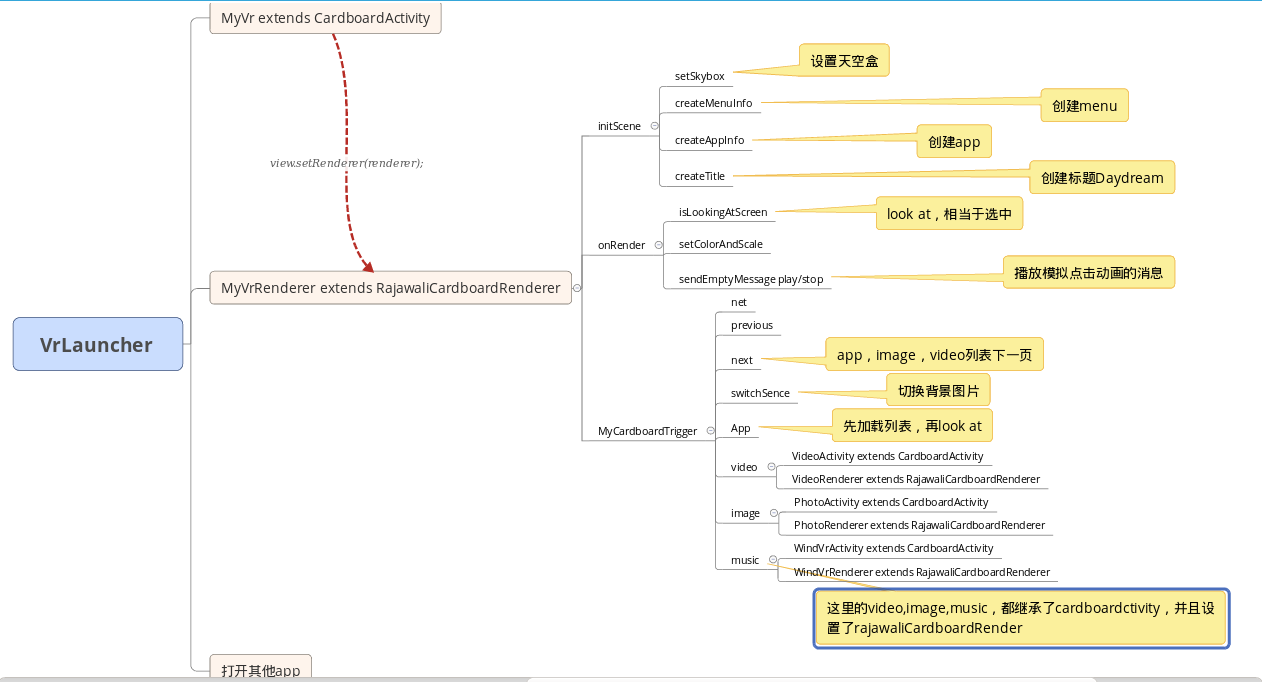 MyVr extends CardboardActivity
view.setRenderer(renderer);
VrLauncher
MyVrRenderer extends RajawaliCardboardRenderer
initScene
setSkybox
设置天空盒
createMenuInfo
创建menu
createAppInfo
创建app
createTitle
创建标题Daydream
onRender
isLookingAtScreen
look at，相当于选中
setColorAndScale
sendEmptyMessage play/stop
播放模拟点击动画的消息
MyCardboardTrigger
net
previous
next
app，image，video列表下一页
switchSence
切换背景图片
App
先加载列表，再look at
video
VideoActivity extends CardboardActivity
VideoRenderer extends RajawaliCardboardRenderer
image
PhotoActivity extends CardboardActivity
PhotoRenderer extends RajawaliCardboardRenderer
music
WindVrActivity extends CardboardActivity
WindVrRenderer extends RajawaliCardboardRenderer
这里的video,image,music，都继承了cardboardctivity，并且设
置了rajawaliCardboardRender
打开其他app